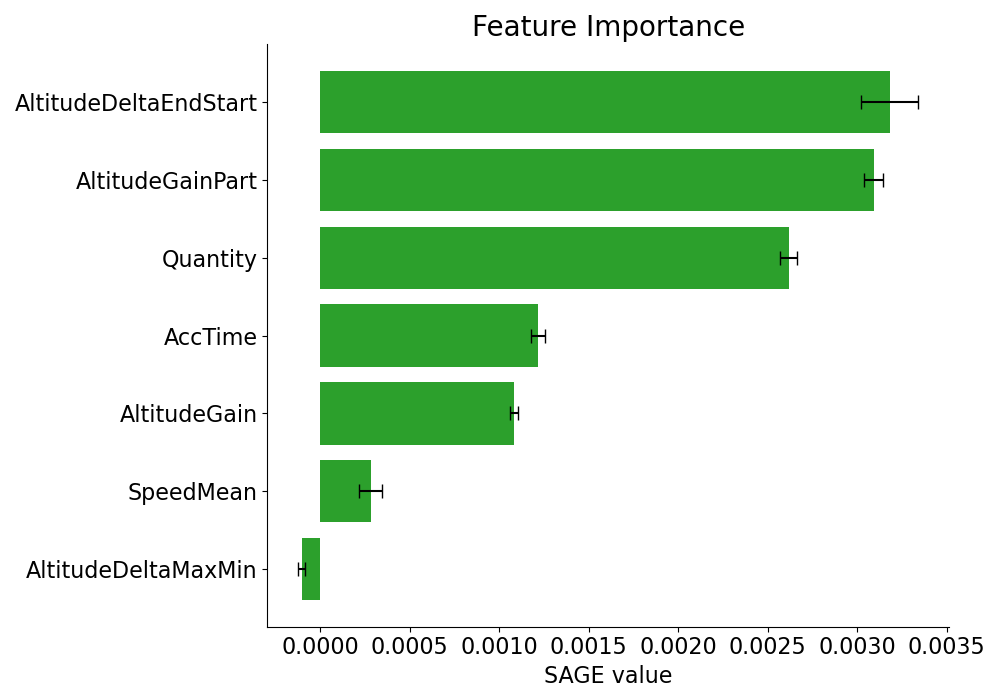 Feature Importance
AltitudeDeltaEndStart
AltitudeGainPart
Quantity
AccTime
AltitudeGain
SpeedMean
AltitudeDeltaMaxMin
0.0000 0.0005 0.0010 0.0015 0.0020 0.0025 0.0030 0.0035
SAGE value